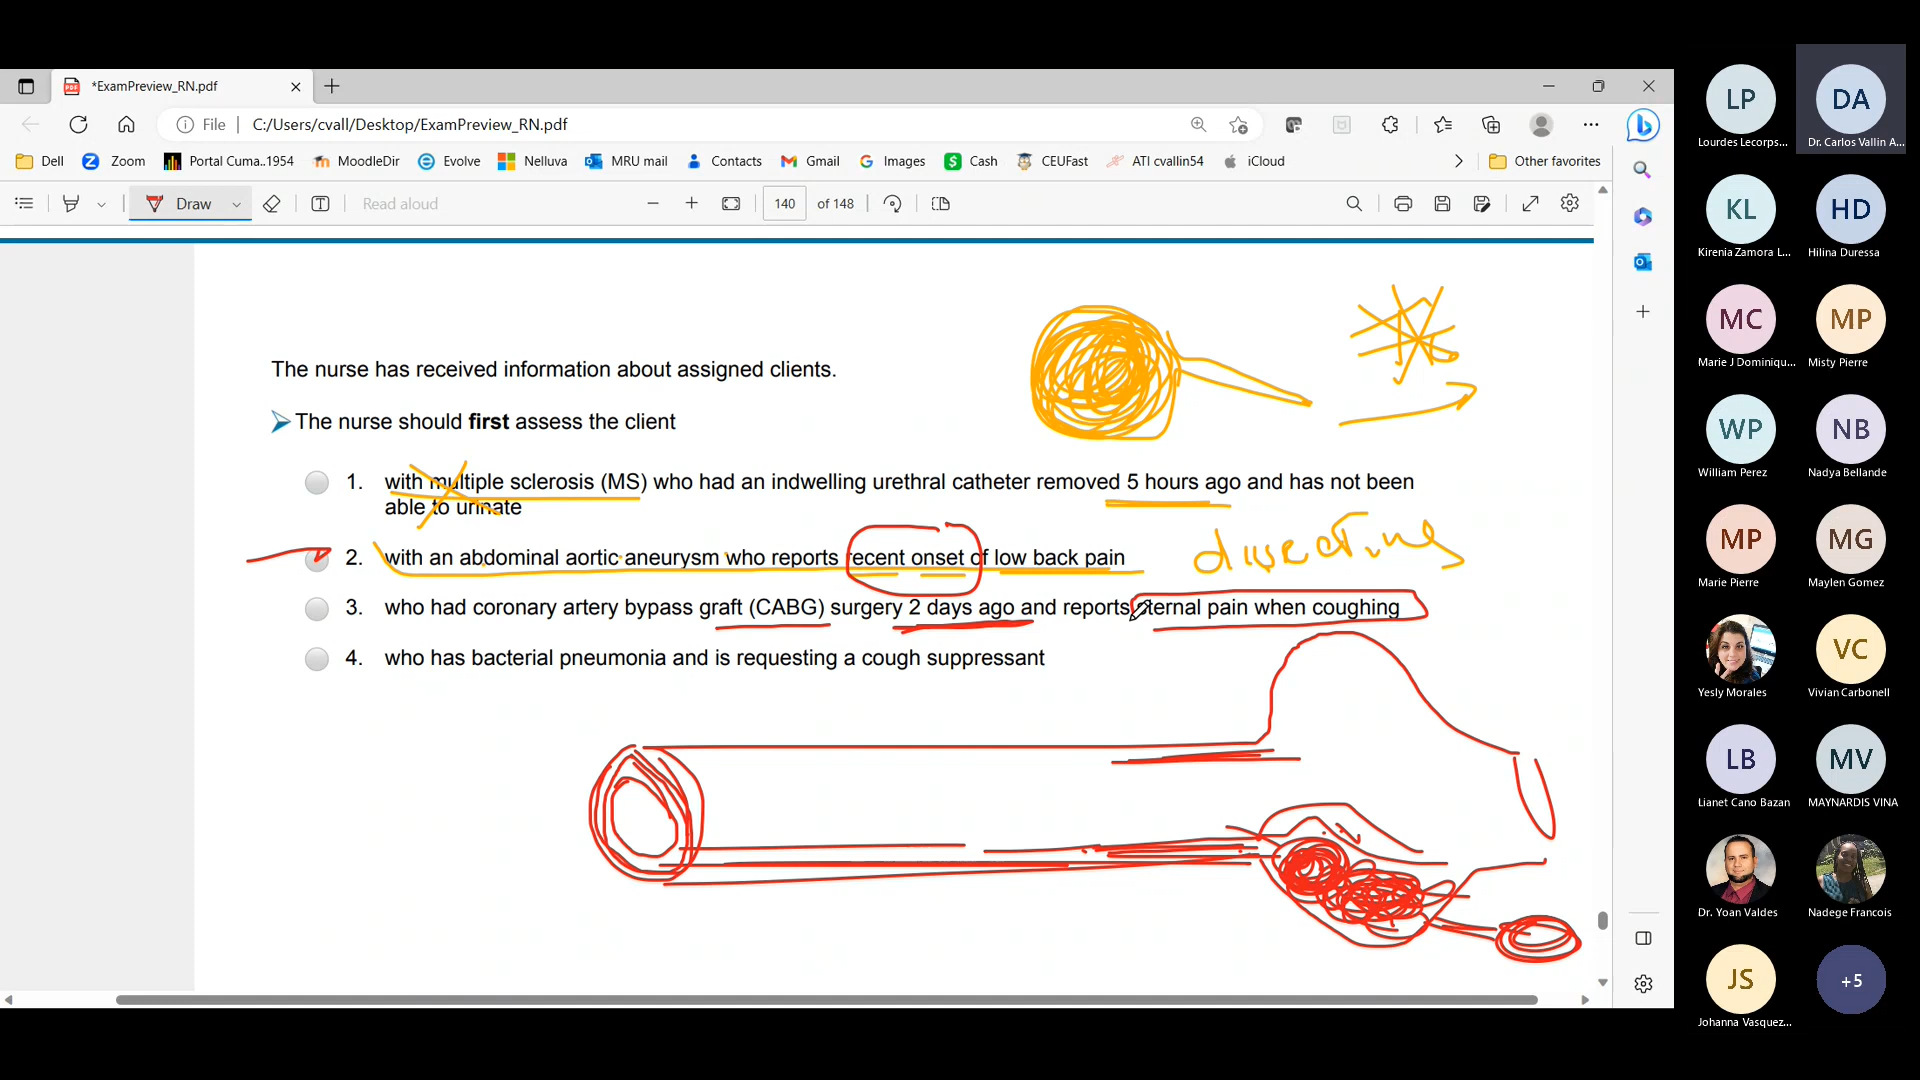 *ExamPreview_RN.pdf
File C:/Users/cvall/Desktop/ExamPreview_RN.pdf
Dell Zoom Portal Cuma..1954 MoodleDir Evolve Nelluva MRU mail Contacts Gmail Images Cash CEUFast ATI cvallin54 iCloud Other favorites
Draw Read aloud 140 of 148
The nurse has received information about assigned clients.
The nurse should first assess the client
1. with multiple sclerosis (MS) who had an indwelling urethral catheter removed 5 hours ago and has not been
able to urinate
2. with an abdominal aortic aneurysm who reports recent onset of low back pain
3. who had coronary artery bypass graft (CABG) surgery 2 days ago and reports sternal pain when coughing
4. who has bacterial pneumonia and is requesting a cough suppressant
LP DA
Lourdes Lecorps... Dr. Carlos Vallin A...
KL HD
Kirenia Zamora L... Hilina Duressa
MC MP
Marie J Dominiqu... Misty Pierre
WP NB
William Perez Nadya Bellande
MP MG
Marie Pierre Maylen Gomez
VC
Yesly Morales Vivian Carbonell
LB MV
Lianet Cano Bazan MAYNARDIS VINA
Dr. Yoan Valdes Nadege Francois
JS +5
Johanna Vasquez...